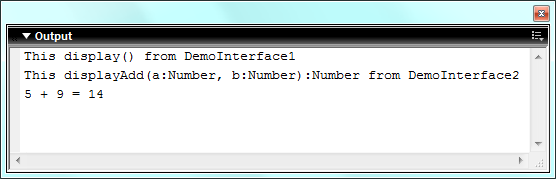 Output
This display() from DemoInterface1
This displayAdd(a:Number, b:Number):Number from DemoInterface2
5 + 9 = 14